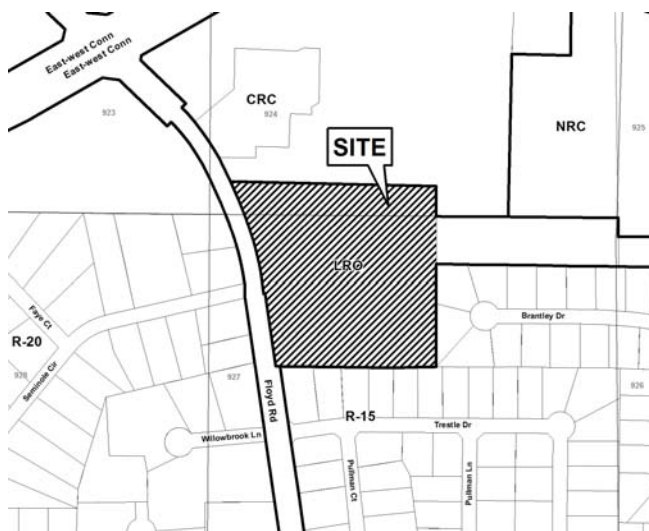 East-west Conn
East-west Conn
923
CRC
924
NRC
925
SITE
LRO
Faye Ct
R-20
928
Seminole Cir
927
Floyd Rd
Brantley Dr
926
R-15
Willowbrook Ln
Trestle Dr
Pullman Ct
Pullman Ln